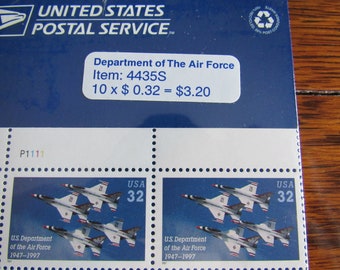 UNITED STATES
POSTAL SERVICE™
Department of The Air Force
Item: 4435S
10 x $ 0.32 = $3.20
P1111
USA
32
U.S. Department
of the Air Force
1947-1997
USA
32
U.S. Department
of the Air Force
1947-1997